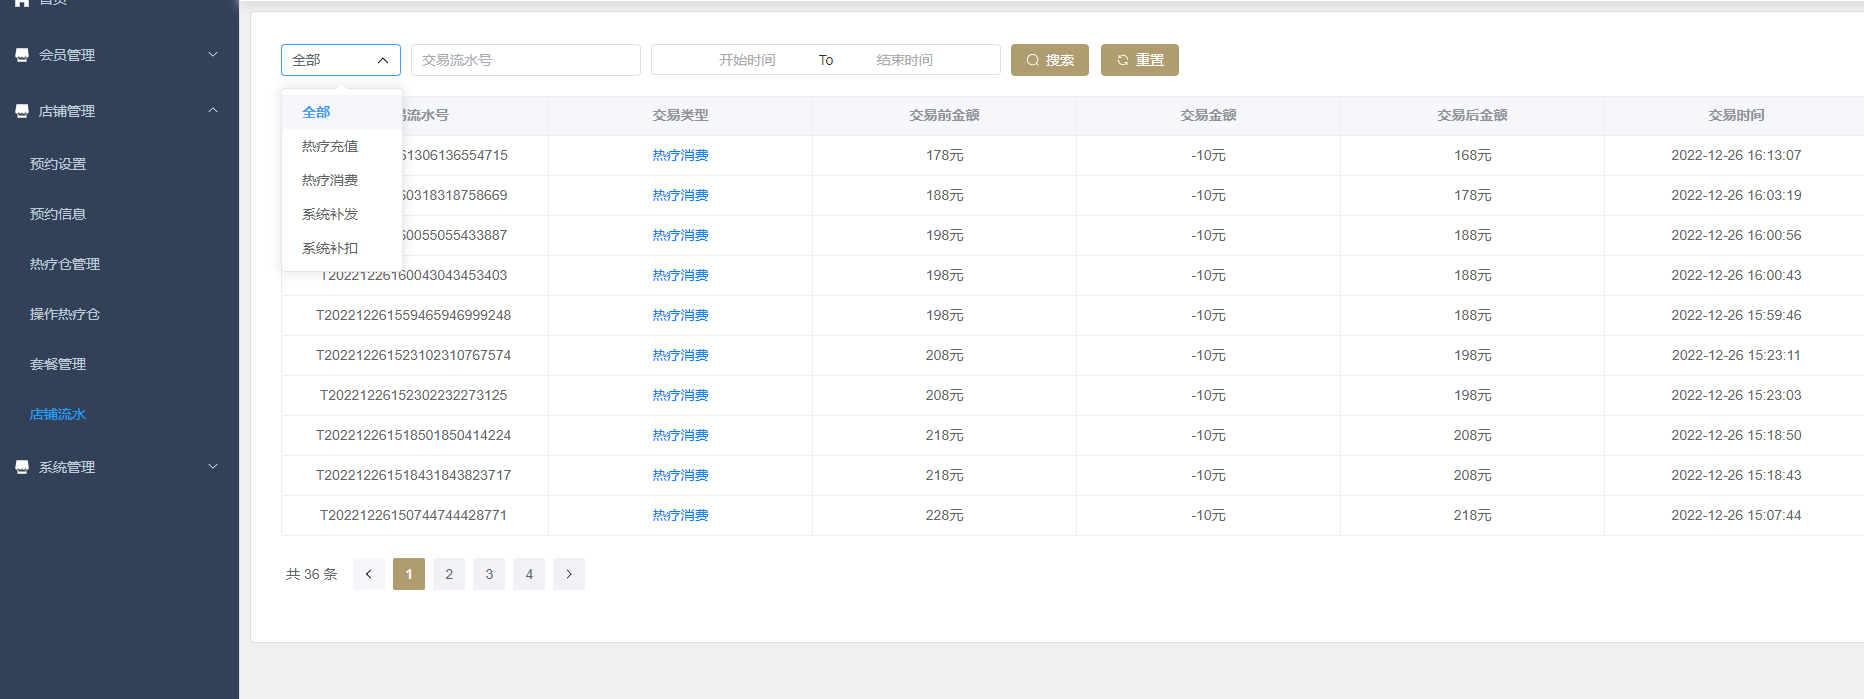 首页
会员管理
店铺管理
预约设置
预约信息
热疗仓管理
操作热疗仓
套餐管理
店铺流水
系统管理
全部 交易流水号 开始时间 To 结束时间 搜索 重置
全部
热疗充值
热疗消费
系统补发
系统补扣
流水号 交易类型 交易前金额 交易金额 交易后金额 交易时间
61306136554715 热疗消费 178元 -10元 168元 2022-12-26 16:13:07
60318318758669 热疗消费 188元 -10元 178元 2022-12-26 16:03:19
60055055433887 热疗消费 198元 -10元 188元 2022-12-26 16:00:56
T20221226160043043453403 热疗消费 198元 -10元 188元 2022-12-26 16:00:43
T202212261559465946999248 热疗消费 198元 -10元 188元 2022-12-26 15:59:46
T202212261523102310767574 热疗消费 208元 -10元 198元 2022-12-26 15:23:11
T20221226152302232273125 热疗消费 208元 -10元 198元 2022-12-26 15:23:03
T202212261518501850414224 热疗消费 218元 -10元 208元 2022-12-26 15:18:50
T202212261518431843823717 热疗消费 218元 -10元 208元 2022-12-26 15:18:43
T20221226150744744428771 热疗消费 228元 -10元 218元 2022-12-26 15:07:44
共 36 条 1 2 3 4